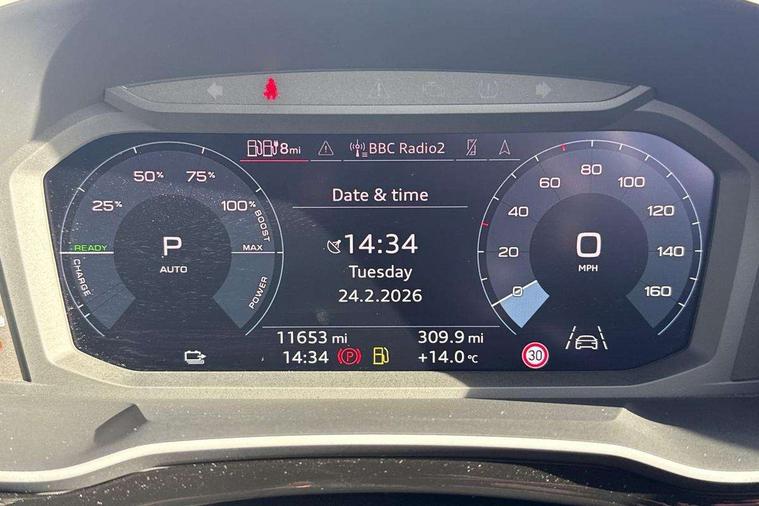 8mi
BBC Radio2
Date & time
14:34
Tuesday
24.2.2026
25%
50%
75%
100%
BOOST
READY
MAX
CHARGE
POWER
P
AUTO
0
20
40
60
80
100
120
140
160
0
MPH
11653 mi
309.9 mi
14:34
P
+14.0 °C
30